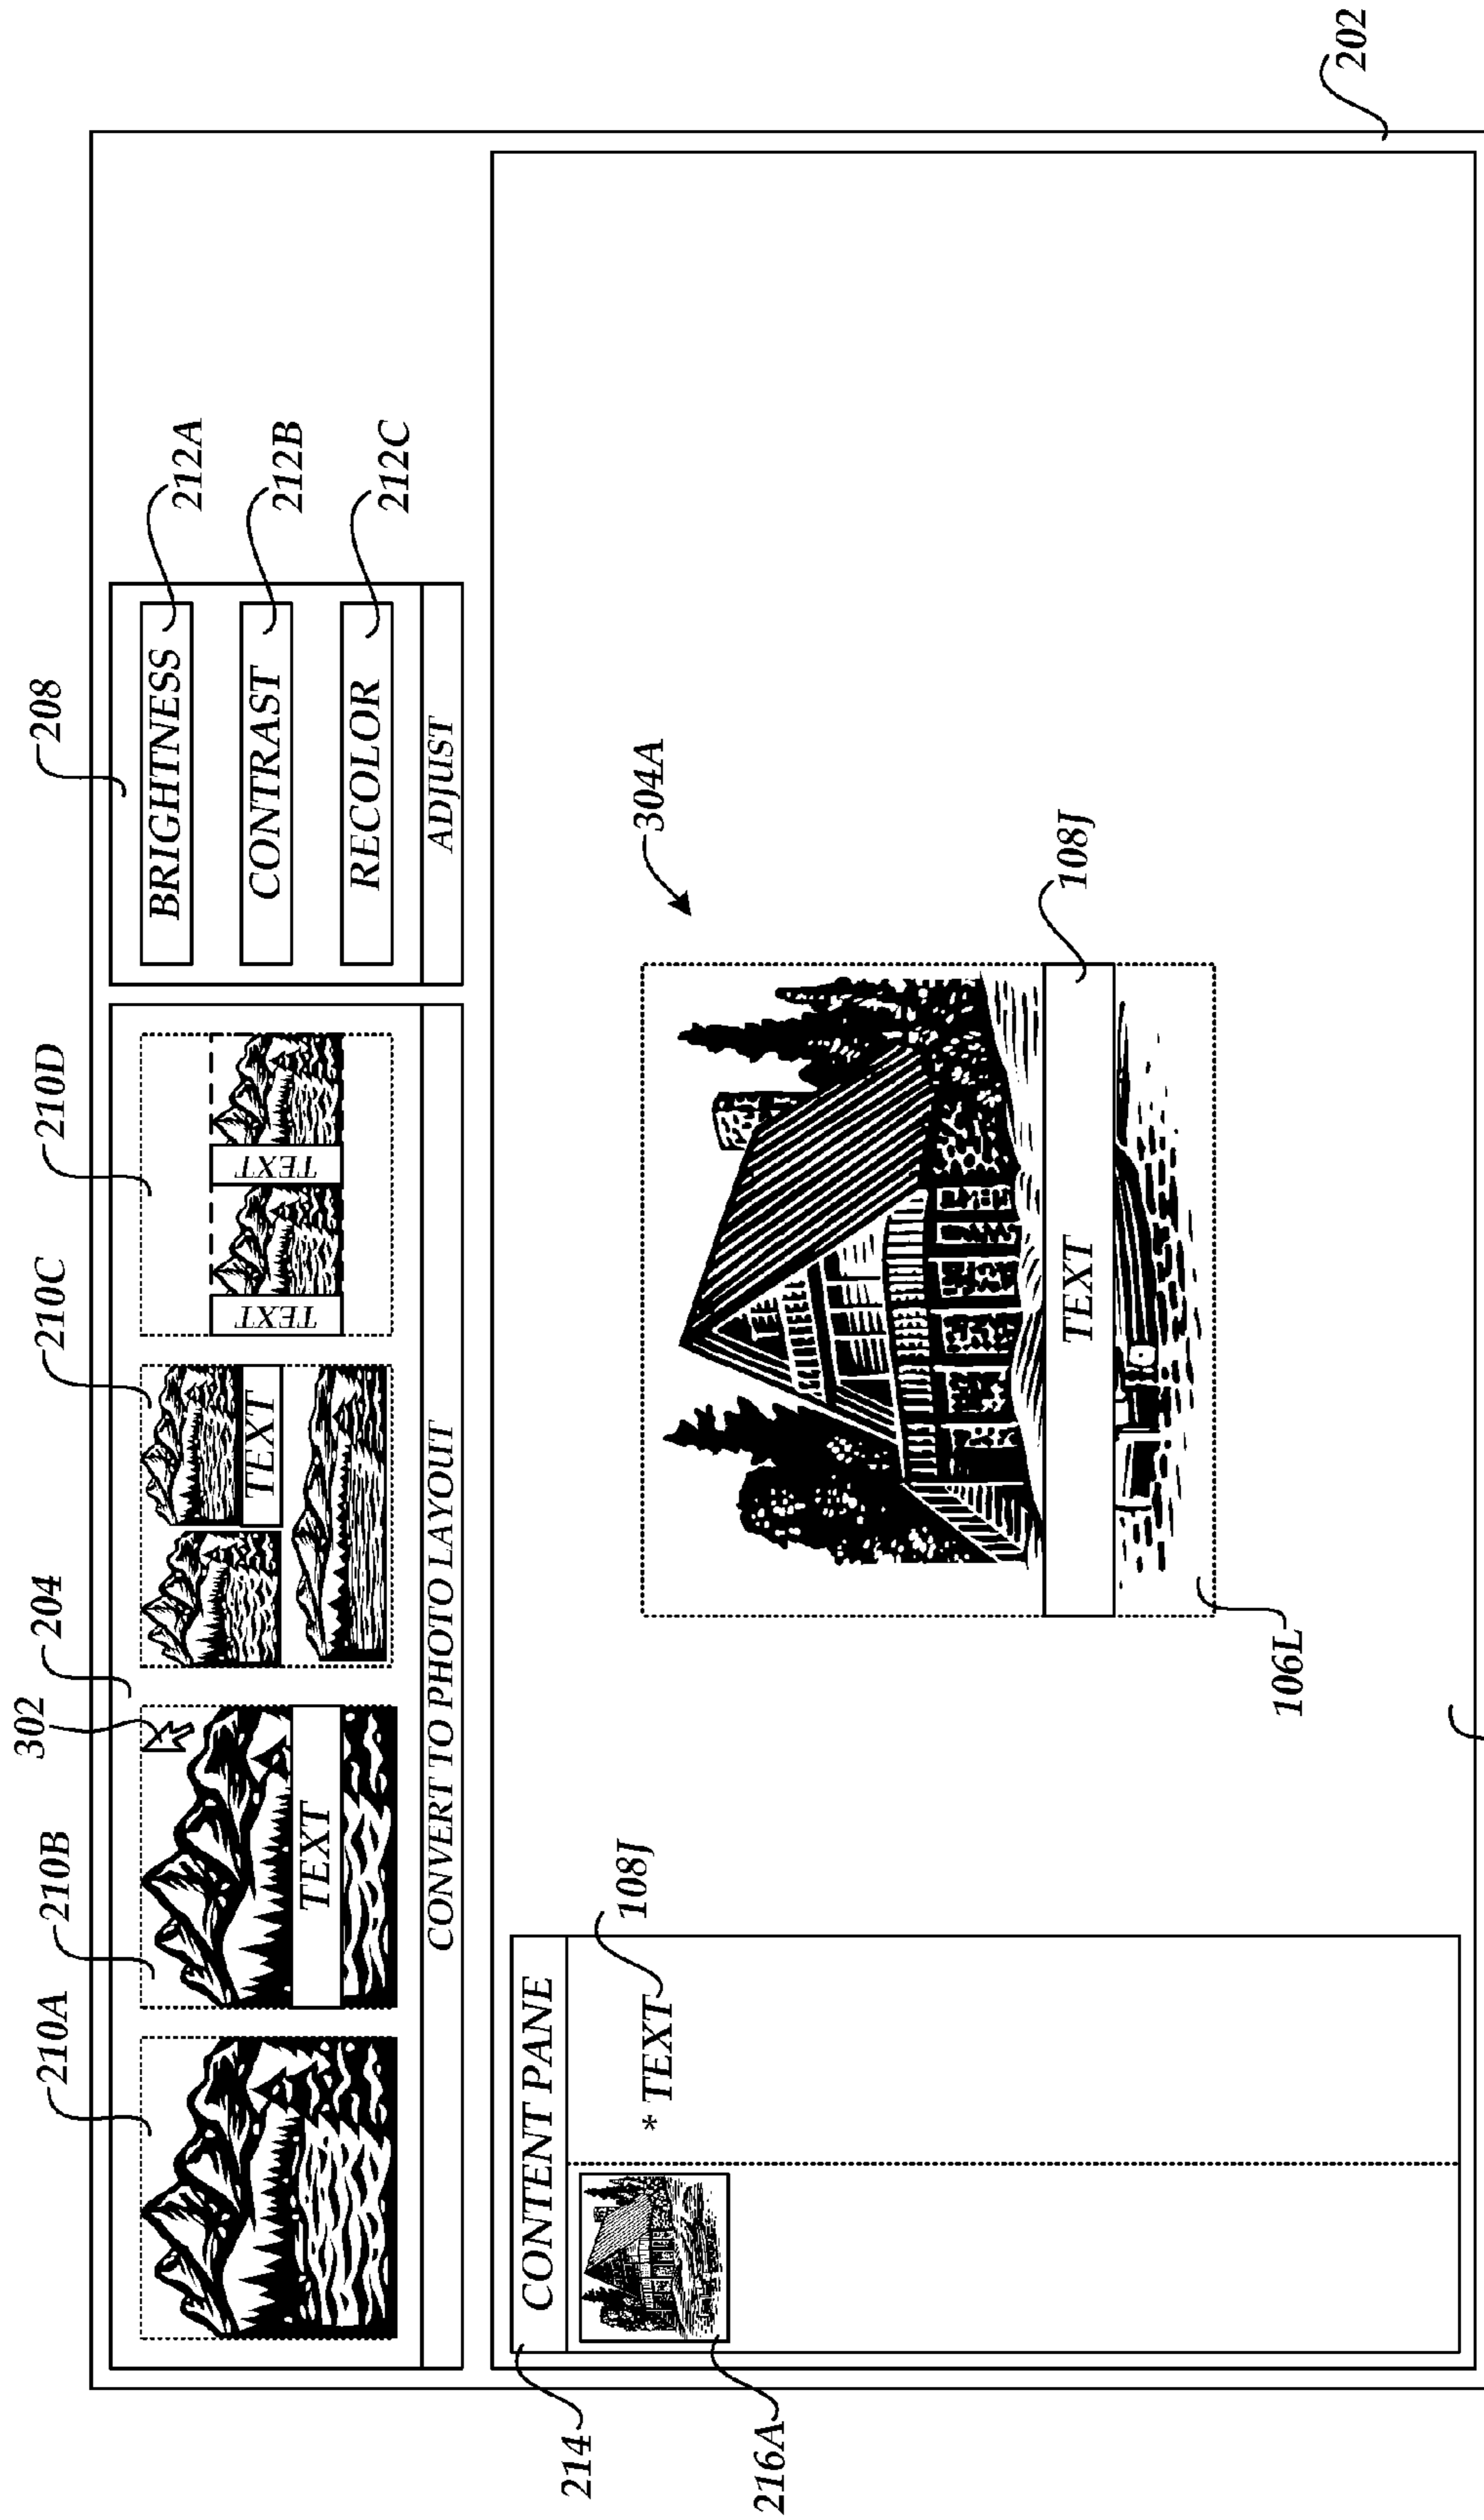 302
204
208
210A
210B
210C
210D
TEXT
TEXT
TEXT
TEXT
CONVERT TO PHOTO LAYOUT
BRIGHTNESS
CONTRAST
RECOLOR
ADJUST
212A
212B
212C
202
214
CONTENT PANE
216A
* TEXT
108J
304A
TEXT
108J
106L